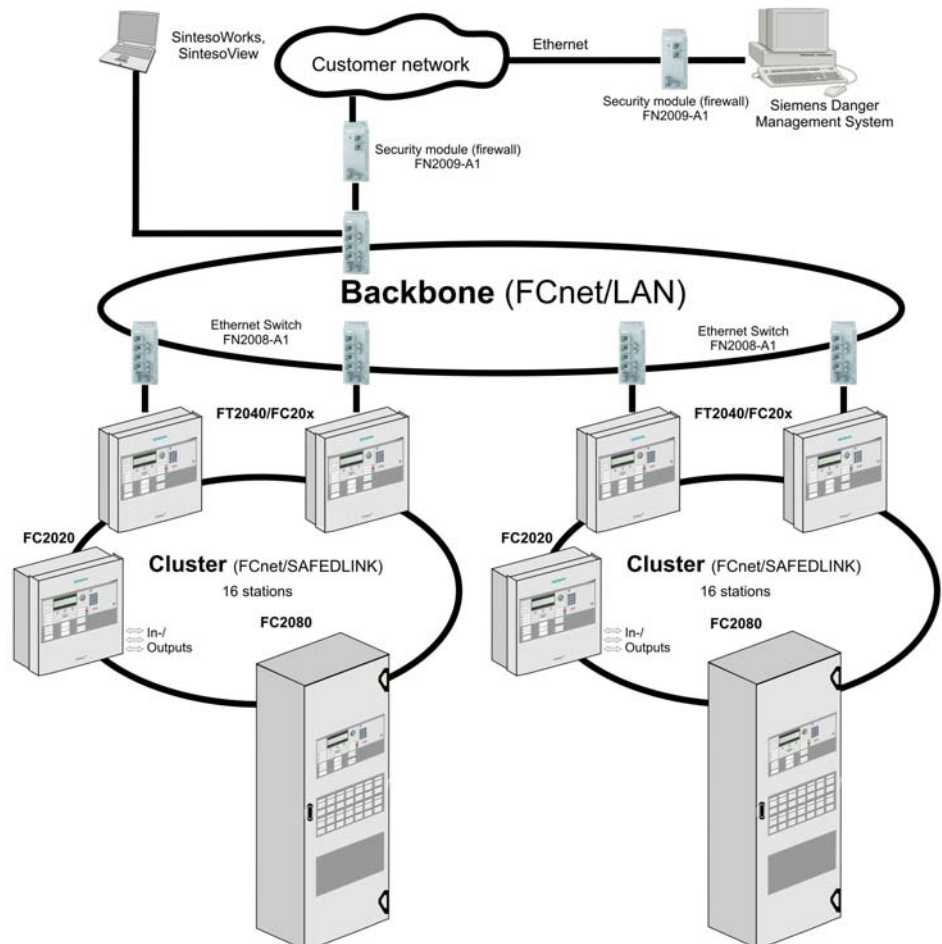 SintesoWorks,
SintesoView
Customer network
Ethernet
Security module (firewall)
FN2009-A1
Siemens Danger
Management System
Security module (firewall)
FN2009-A1
Backbone (FCnet/LAN)
Ethernet Switch
FN2008-A1
Ethernet Switch
FN2008-A1
FT2040/FC20x
FT2040/FC20x
FC2020
Cluster (FCnet/SAFEDLINK)
16 stations
FC2080
In-/
Outputs
FC2020
Cluster (FCnet/SAFEDLINK)
16 stations
FC2080
In-/
Outputs